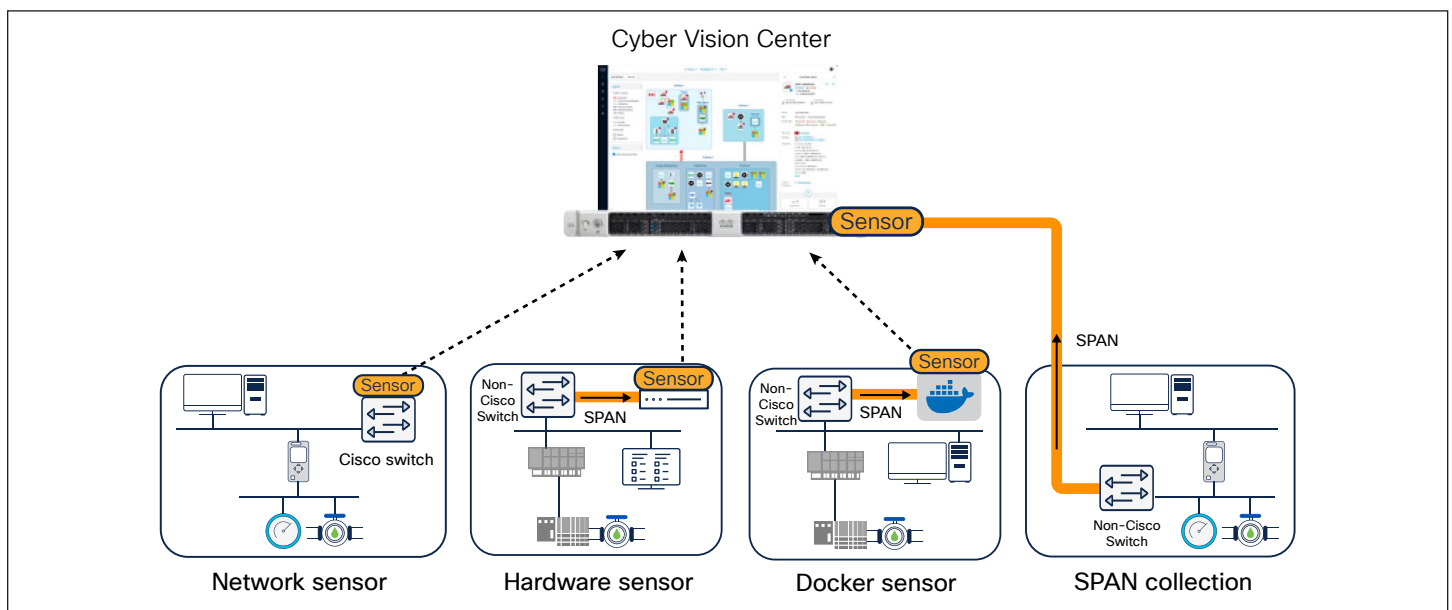 Cyber Vision Center
Sensor
SPAN
Sensor
Cisco switch
Network sensor
Non-
Cisco
Switch
SPAN
Sensor
Hardware sensor
Non-
Cisco
Switch
SPAN
Sensor
Docker sensor
Non-Cisco
Switch
SPAN collection